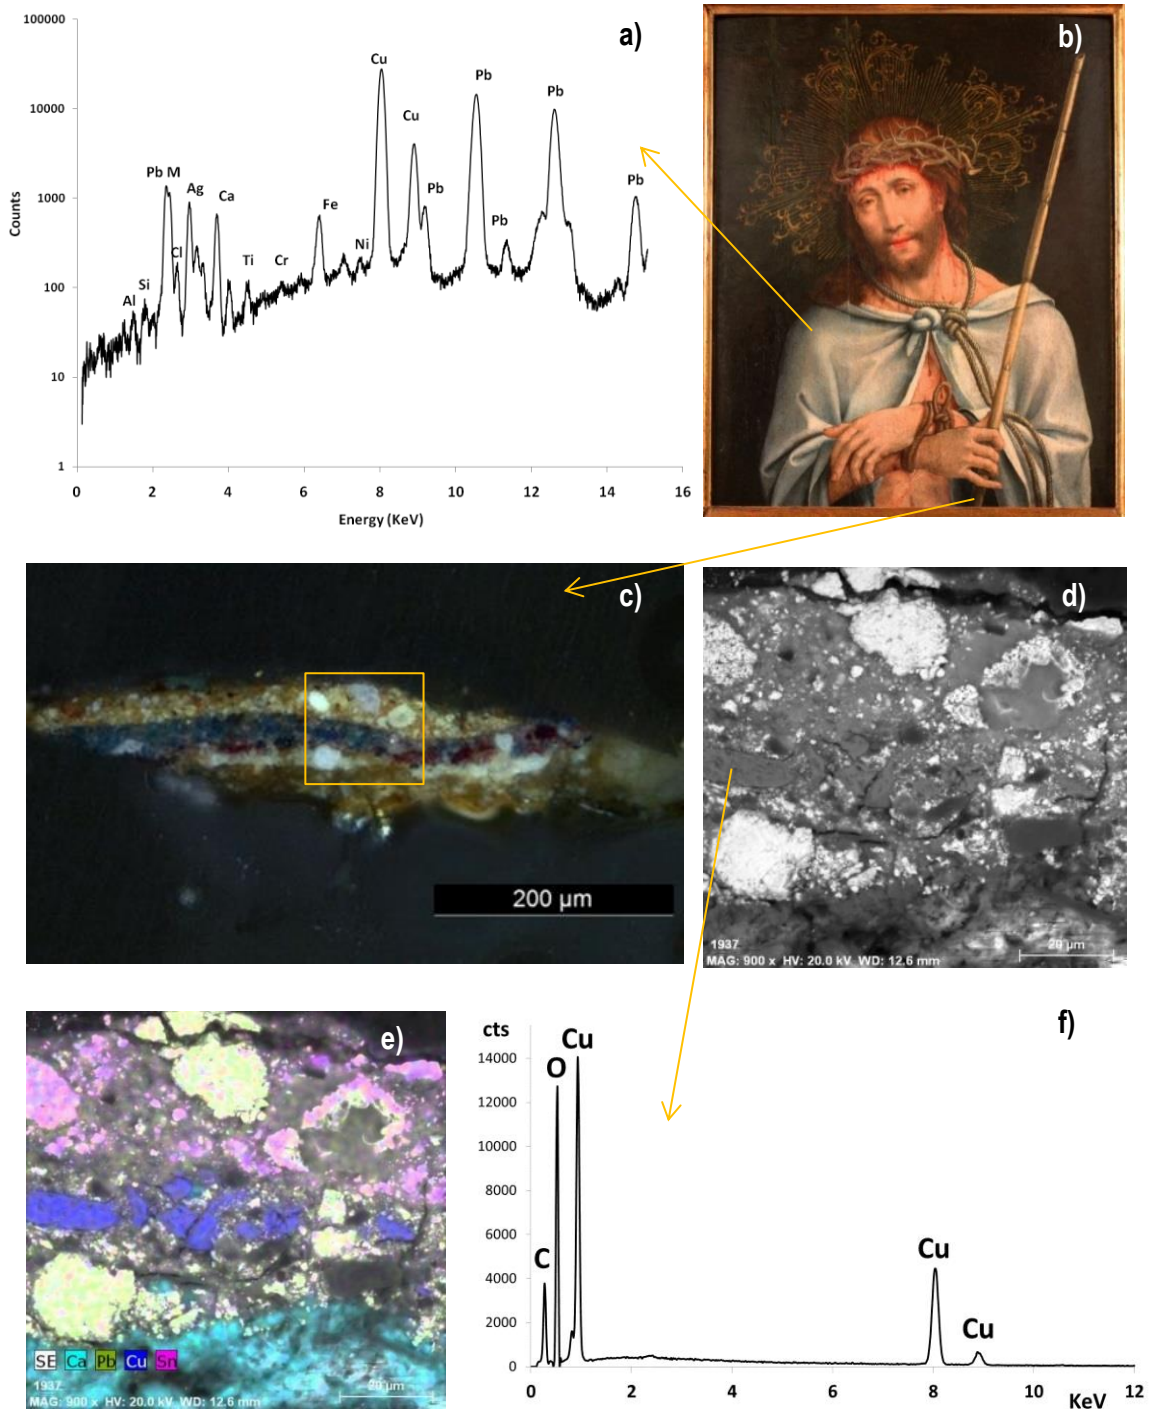 a)
100000
10000
1000
100
10
1
Counts
Pb M
Al
Si
Cl
Ag
Ca
Ti
Cr
Fe
Ni
Cu
Cu
Pb
Pb
Pb
Pb
Pb
0 2 4 6 8 10 12 14 16
Energy (KeV)
b)
c)
200 µm
d)
1937
MAG: 900 x HV: 20.0 kV WD: 12.6 mm
20 µm
e)
SE Ca Pb Cu Sn
1937
MAG: 900 x HV: 20.0 kV WD: 12.6 mm
20 µm
f)
cts
14000
12000
10000
8000
6000
4000
2000
0
C
O
Cu
Cu
Cu
0 2 4 6 8 10 12
KeV